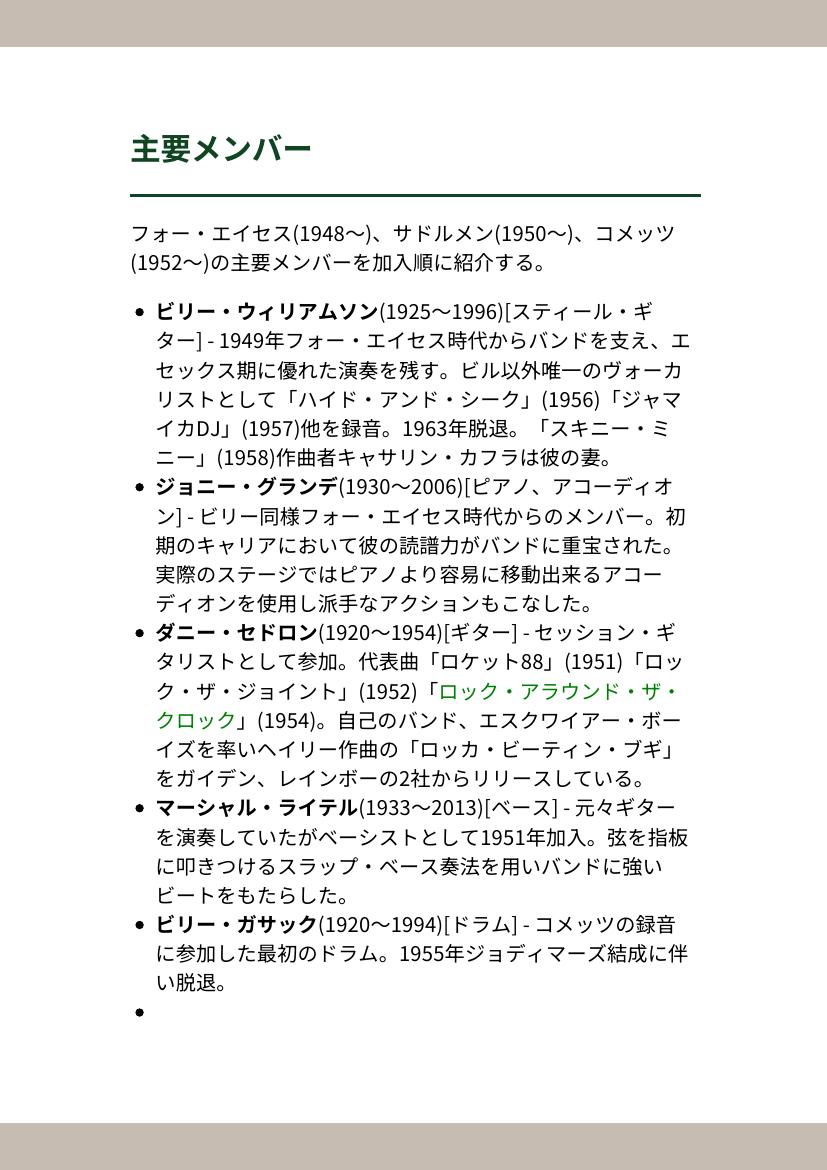 主要メンバー
フォー・エイセス(1948〜)、サドルメン(1950〜)、コメッツ
(1952〜)の主要メンバーを加入順に紹介する。
• ビリー・ウィリアムソン(1925〜1996)[スティール・ギ
ター] - 1949年フォー・エイセス時代からバンドを支え、エ
セックス期に優れた演奏を残す。ビル以外唯一のヴォーカ
リストとして「ハイド・アンド・シーク」(1956)「ジャマ
イカDJ」(1957)他を録音。1963年脱退。「スキニー・ミ
ニー」(1958)作曲者キャサリン・カフラは彼の妻。
• ジョニー・グランデ(1930〜2006)[ピアノ、アコーディオ
ン] - ビリー同様フォー・エイセス時代からのメンバー。初
期のキャリアにおいて彼の読譜力がバンドに重宝された。
実際のステージではピアノより容易に移動出来るアコー
ディオンを使用し派手なアクションもこなした。
• ダニー・セドロン(1920〜1954)[ギター] - セッション・ギ
タリストとして参加。代表曲「ロケット88」(1951)「ロッ
ク・ザ・ジョイント」(1952)「ロック・アラウンド・ザ・
クロック」(1954)。自己のバンド、エスクワイアー・ボー
イズを率いヘイリー作曲の「ロッカ・ビーティン・ブギ」
をガイデン、レインボーの2社からリリースしている。
• マーシャル・ライテル(1933〜2013)[ベース] - 元々ギター
を演奏していたがベーシストとして1951年加入。弦を指板
に叩きつけるスラップ・ベース奏法を用いバンドに強い
ビートをもたらした。
• ビリー・ガサック(1920〜1994)[ドラム] - コメッツの録音
に参加した最初のドラム。1955年ジョディマーズ結成に伴
い脱退。
•